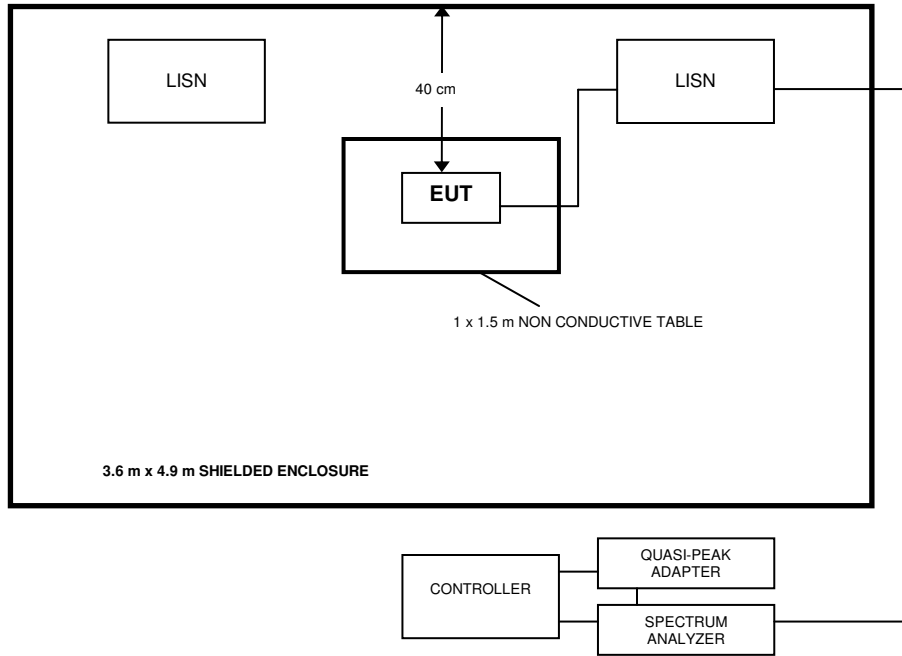 LISN
LISN
40 cm
EUT
1 x 1.5 m NON CONDUCTIVE TABLE
3.6 m x 4.9 m SHIELDED ENCLOSURE
CONTROLLER
QUASI-PEAK
ADAPTER
SPECTRUM
ANALYZER